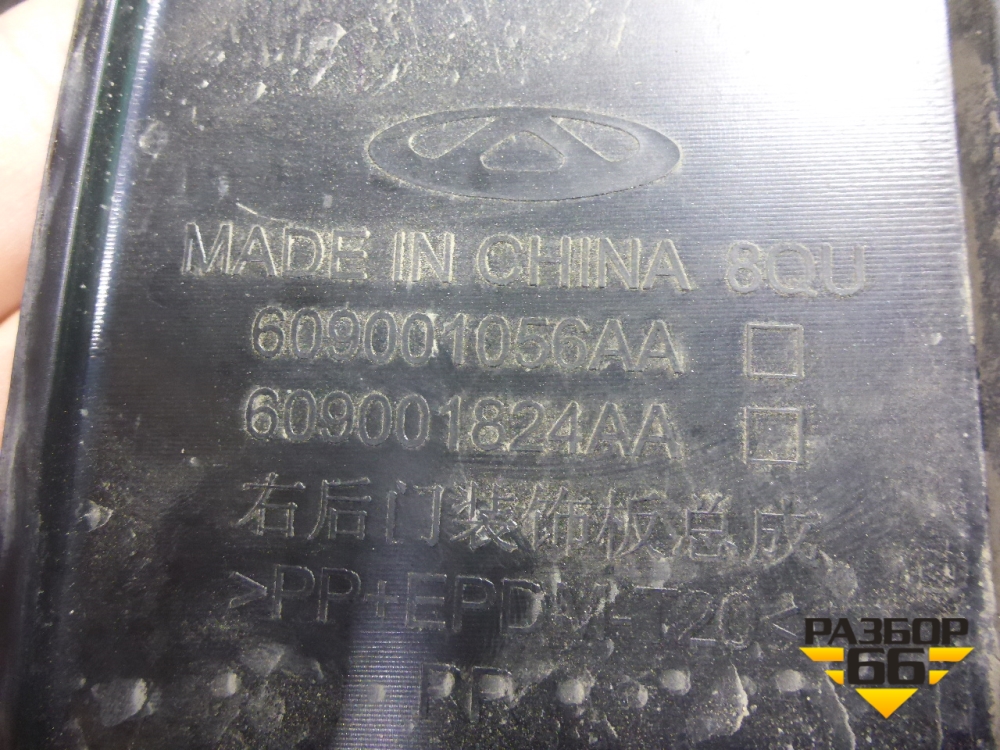 MADE IN CHINA 8QU
609001056AA
609001824AA
右后门装饰板总成
>PP+EPDM-T20<
PP
РАЗБОР
66